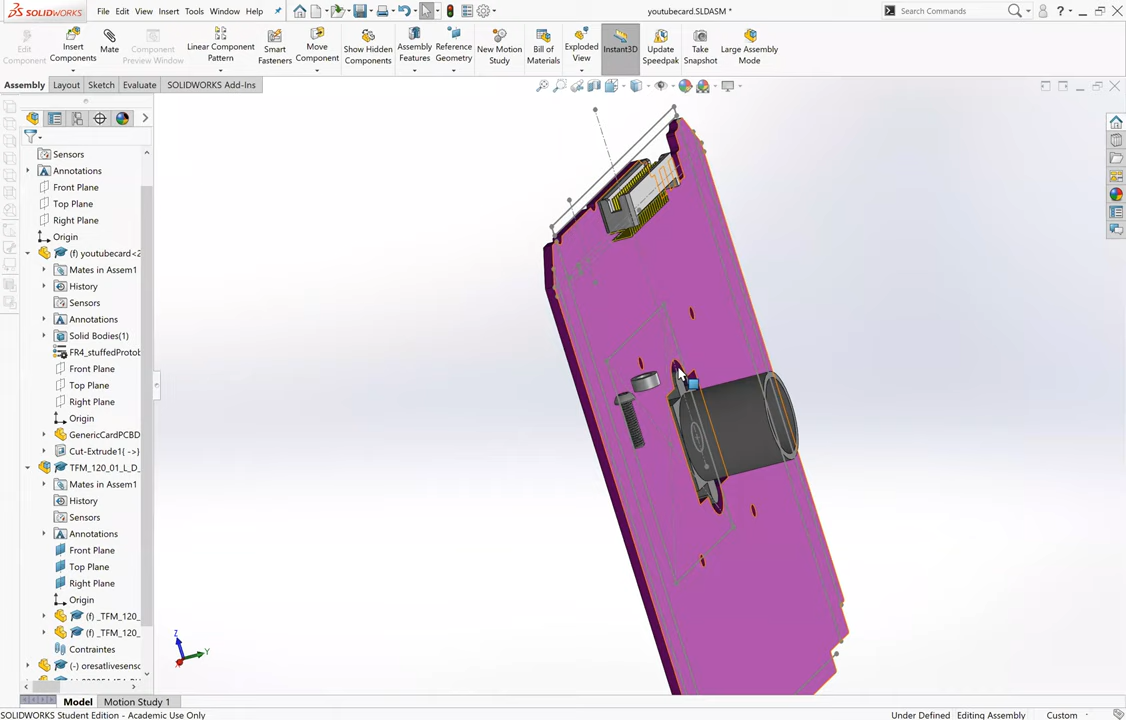 SOLIDWORKS File Edit View Insert Tools Window Help youtubecard.SLDASM * Search Commands
Edit Component
Insert Components
Mate
Component Preview Window
Linear Component Pattern
Smart Fasteners
Move Component
Show Hidden Components
Assembly Features
Reference Geometry
New Motion Study
Bill of Materials
Exploded View
Instant3D
Update Speedpak
Take Snapshot
Large Assembly Mode
Assembly Layout Sketch Evaluate SOLIDWORKS Add-Ins
Sensors
Annotations
Front Plane
Top Plane
Right Plane
Origin
(f) youtubecard<2
Mates in Assem1
History
Sensors
Annotations
Solid Bodies(1)
FR4_stuffedProtob
Front Plane
Top Plane
Right Plane
Origin
GenericCardPCBD
Cut-Extrude1( ->)
TFM_120_01_L_D_
Mates in Assem1
History
Sensors
Annotations
Front Plane
Top Plane
Right Plane
Origin
(f) _TFM_120_
(f) _TFM_120_
Contraintes
(-) oresatlivesenso
Z
Y
Model Motion Study 1
SOLIDWORKS Student Edition - Academic Use Only Under Defined Editing Assembly Custom